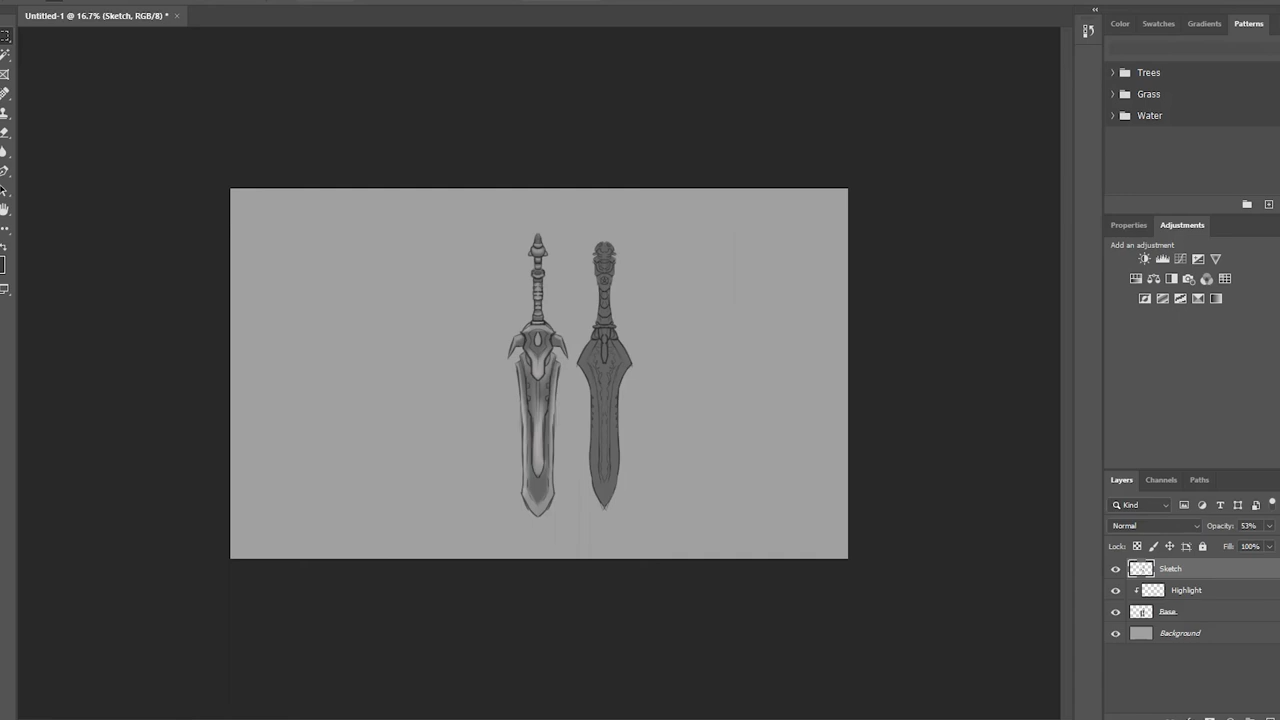 Untitled-1 @ 16.7% (Sketch, RGB/8) *
Color Swatches Gradients Patterns
Trees
Grass
Water
Properties Adjustments
Add an adjustment
Layers Channels Paths
Kind
Normal Opacity: 53%
Lock: Fill: 100%
Sketch
Highlight
Base
Background